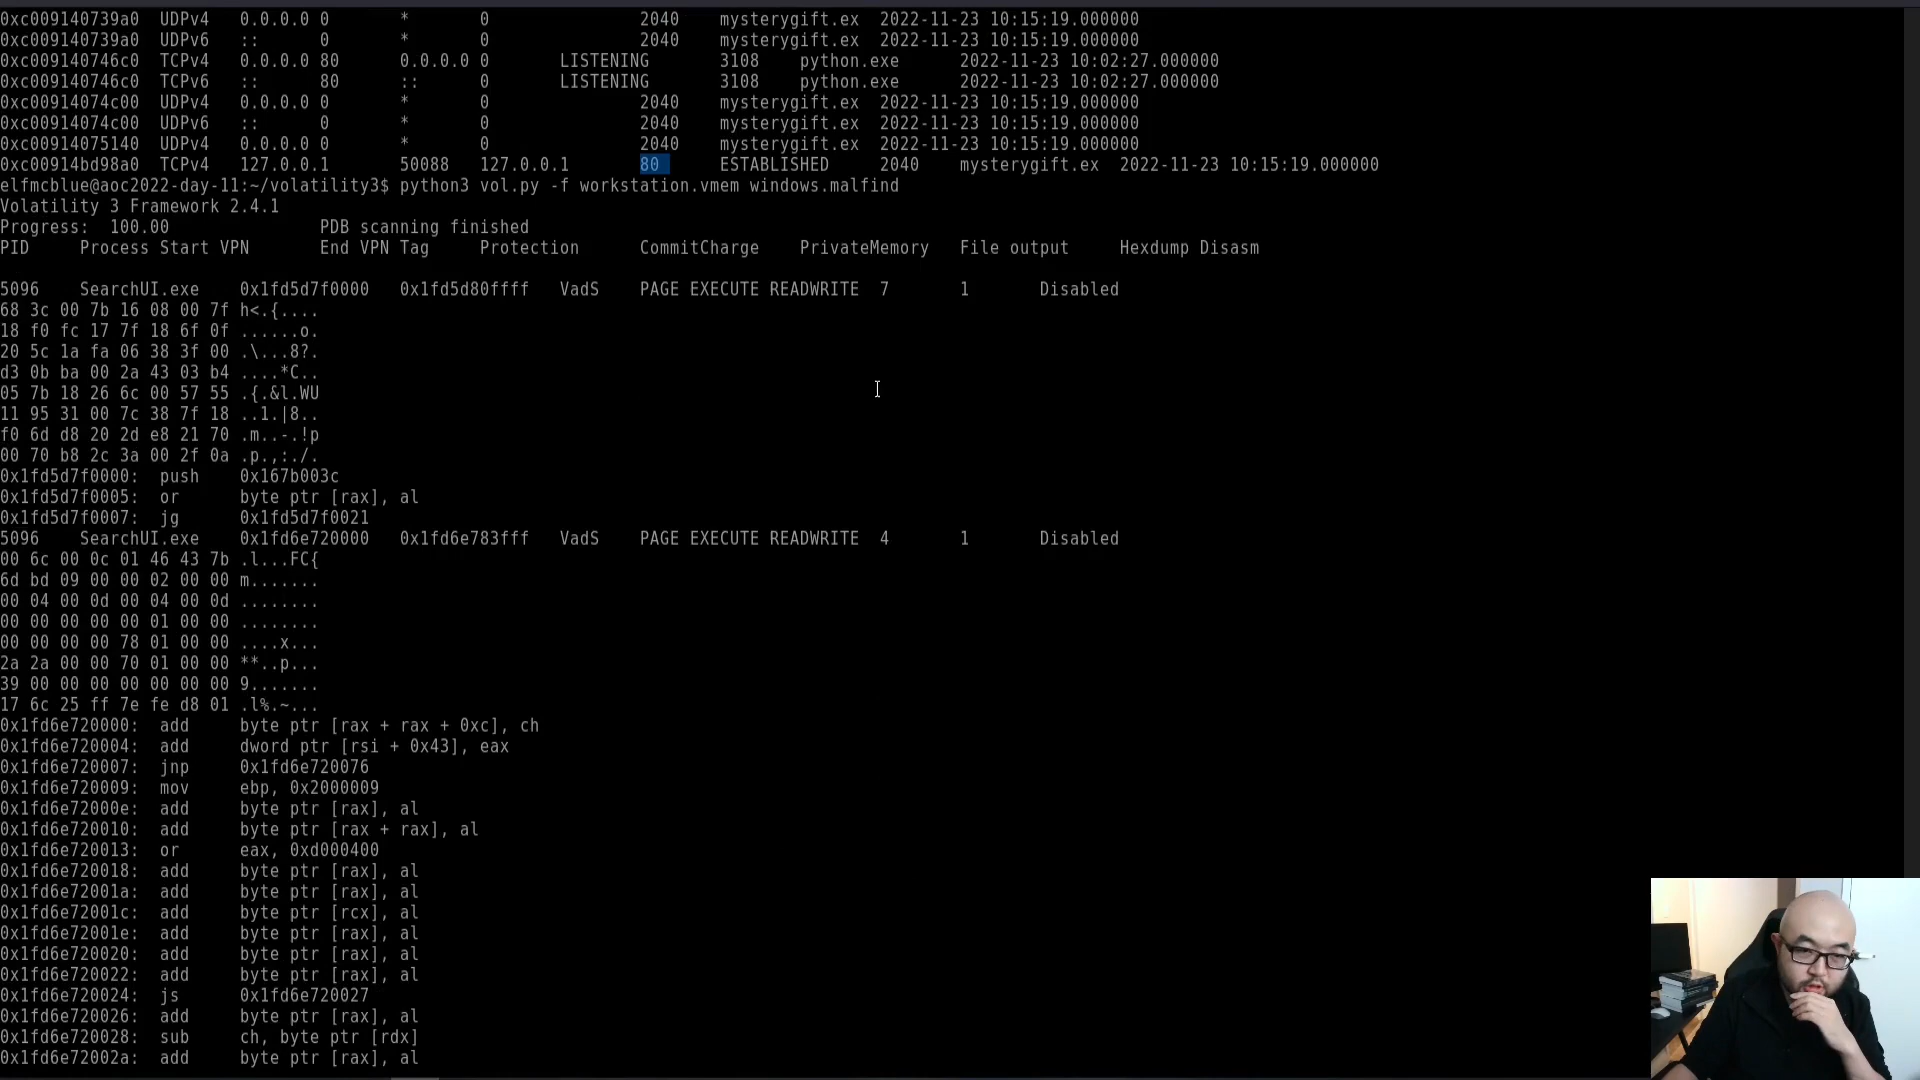 0xc009140739a0 UDPv4 0.0.0.0 0 * 0 2040 mysterygift.ex 2022-11-23 10:15:19.000000
0xc009140739a0 UDPv6 :: 0 * 0 2040 mysterygift.ex 2022-11-23 10:15:19.000000
0xc009140746c0 TCPv4 0.0.0.0 80 0.0.0.0 0 LISTENING 3108 python.exe 2022-11-23 10:02:27.000000
0xc009140746c0 TCPv6 :: 80 :: 0 LISTENING 3108 python.exe 2022-11-23 10:02:27.000000
0xc00914074c00 UDPv4 0.0.0.0 0 * 0 2040 mysterygift.ex 2022-11-23 10:15:19.000000
0xc00914074c00 UDPv6 :: 0 * 0 2040 mysterygift.ex 2022-11-23 10:15:19.000000
0xc00914075140 UDPv4 0.0.0.0 0 * 0 2040 mysterygift.ex 2022-11-23 10:15:19.000000
0xc00914bd98a0 TCPv4 127.0.0.1 50088 127.0.0.1 80 ESTABLISHED 2040 mysterygift.ex 2022-11-23 10:15:19.000000
elfmcblue@aoc2022-day-11:~/volatility3$ python3 vol.py -f workstation.vmem windows.malfind
Volatility 3 Framework 2.4.1
Progress: 100.00 PDB scanning finished
PID Process Start VPN End VPN Tag Protection CommitCharge PrivateMemory File output Hexdump Disasm
5096 SearchUI.exe 0x1fd5d7f0000 0x1fd5d80ffff VadS PAGE_EXECUTE_READWRITE 7 1 Disabled
68 3c 00 7b 16 08 00 7f h<.{....
18 f0 fc 17 7f 18 6f 0f ......o.
20 5c 1a fa 06 38 3f 00 .\...8?.
d3 0b ba 00 2a 43 03 b4 ....*C..
05 7b 18 26 6c 00 57 55 .{.&l.WU
11 95 31 00 7c 38 7f 18 ..1.|8..
f0 6d d8 20 2d e8 21 70 .m..-.!p
00 70 b8 2c 3a 00 2f 0a .p.,:./.
0x1fd5d7f0000: push 0x167b003c
0x1fd5d7f0005: or byte ptr [rax], al
0x1fd5d7f0007: jg 0x1fd5d7f0021
5096 SearchUI.exe 0x1fd6e720000 0x1fd6e783fff VadS PAGE_EXECUTE_READWRITE 4 1 Disabled
00 6c 00 0c 01 46 43 7b .l...FC{
6d bd 09 00 00 02 00 00 m.......
00 04 00 0d 00 04 00 0d ........
00 00 00 00 00 01 00 00 ........
00 00 00 00 78 01 00 00 ....x...
2a 2a 00 00 70 01 00 00 **..p...
39 00 00 00 00 00 00 00 9.......
17 6c 25 ff 7e fe d8 01 .l%.~...
0x1fd6e720000: add byte ptr [rax + rax + 0xc], ch
0x1fd6e720004: add dword ptr [rsi + 0x43], eax
0x1fd6e720007: jnp 0x1fd6e720076
0x1fd6e720009: mov ebp, 0x2000009
0x1fd6e72000e: add byte ptr [rax], al
0x1fd6e720010: add byte ptr [rax + rax], al
0x1fd6e720013: or eax, 0xd000400
0x1fd6e720018: add byte ptr [rax], al
0x1fd6e72001a: add byte ptr [rax], al
0x1fd6e72001c: add byte ptr [rcx], al
0x1fd6e72001e: add byte ptr [rax], al
0x1fd6e720020: add byte ptr [rax], al
0x1fd6e720022: add byte ptr [rax], al
0x1fd6e720024: js 0x1fd6e720027
0x1fd6e720026: add byte ptr [rax], al
0x1fd6e720028: sub ch, byte ptr [rdx]
0x1fd6e72002a: add byte ptr [rax], al